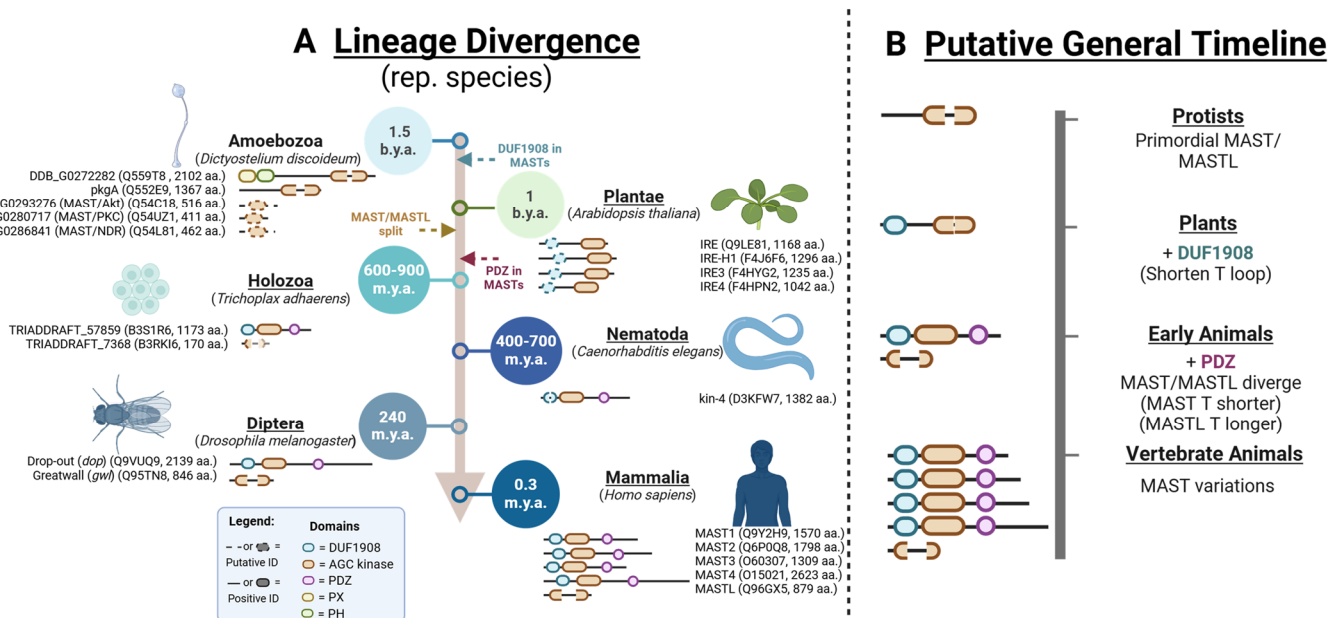 A Lineage Divergence
(rep. species)
1.5
b.y.a.
DUF1908 in
MASTs
Amoebozoa
(Dictyostelium discoideum)
DDB_G0272282 (Q559T8 , 2102 aa.)
pkgA (Q552E9, 1367 aa.)
G0293276 (MAST/Akt) (Q54C18, 516 aa.)
G0280717 (MAST/PKC) (Q54UZ1, 411 aa.)
G0286841 (MAST/NDR) (Q54L81, 462 aa.)
1
b.y.a.
Plantae
(Arabidopsis thaliana)
IRE (Q9LE81, 1168 aa.)
IRE-H1 (F4J6F6, 1296 aa.)
IRE3 (F4HYG2, 1235 aa.)
IRE4 (F4HPN2, 1042 aa.)
MAST/MASTL
split
PDZ in
MASTs
600-900
m.y.a.
Holozoa
(Trichoplax adhaerens)
TRIADDRAFT_57859 (B3S1R6, 1173 aa.)
TRIADDRAFT_7368 (B3RKI6, 170 aa.)
400-700
m.y.a.
Nematoda
(Caenorhabditis elegans)
kin-4 (D3KFW7, 1382 aa.)
240
m.y.a.
Diptera
(Drosophila melanogaster)
Drop-out (dop) (Q9VUQ9, 2139 aa.)
Greatwall (gwl) (Q95TN8, 846 aa.)
0.3
m.y.a.
Mammalia
(Homo sapiens)
MAST1 (Q9Y2H9, 1570 aa.)
MAST2 (Q6P0Q8, 1798 aa.)
MAST3 (O60307, 1309 aa.)
MAST4 (O15021, 2623 aa.)
MASTL (Q96GX5, 879 aa.)
Legend:
- - or =
Putative ID
— or =
Positive ID
Domains
= DUF1908
= AGC kinase
= PDZ
= PX
= PH
B Putative General Timeline
Protists
Primordial MAST/
MASTL
Plants
+ DUF1908
(Shorten T loop)
Early Animals
+ PDZ
MAST/MASTL diverge
(MAST T shorter)
(MASTL T longer)
Vertebrate Animals
MAST variations